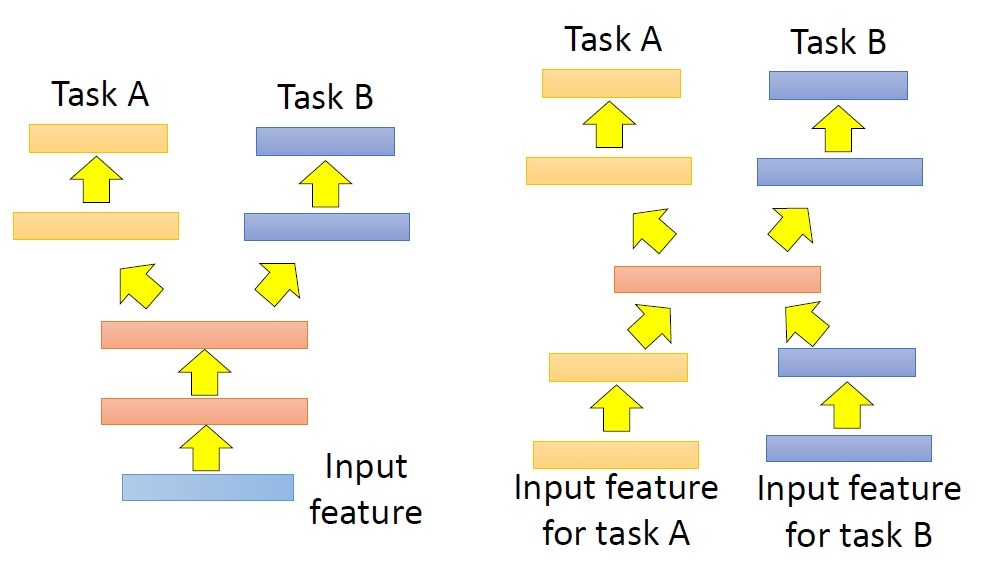 Task A
Task B
Input
feature
Task A
Task B
Input feature
for task A
Input feature
for task B